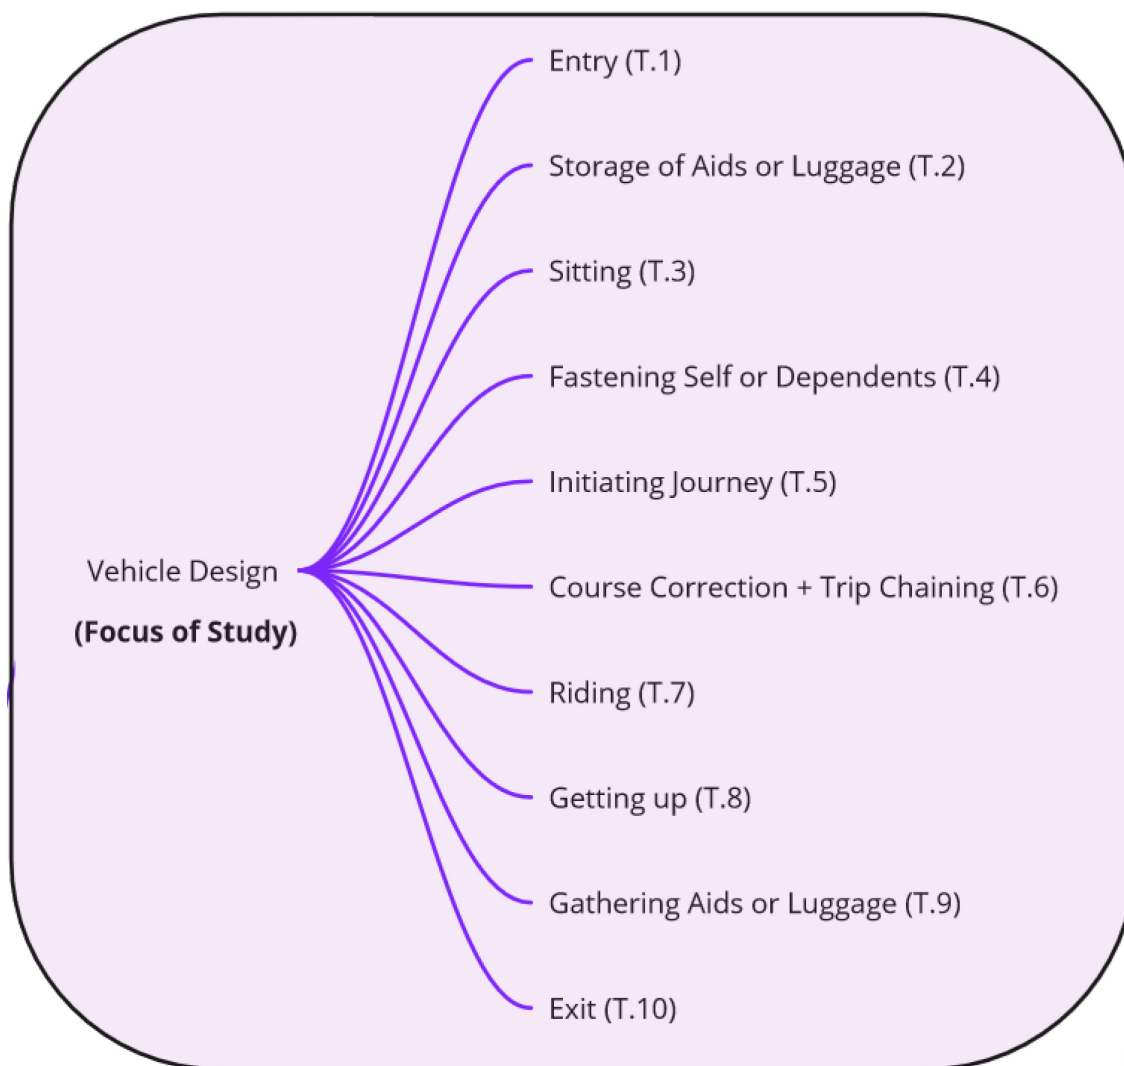 Entry (T.1)
Storage of Aids or Luggage (T.2)
Sitting (T.3)
Fastening Self or Dependents (T.4)
Initiating Journey (T.5)
Vehicle Design
(Focus of Study)
Course Correction + Trip Chaining (T.6)
Riding (T.7)
Getting up (T.8)
Gathering Aids or Luggage (T.9)
Exit (T.10)